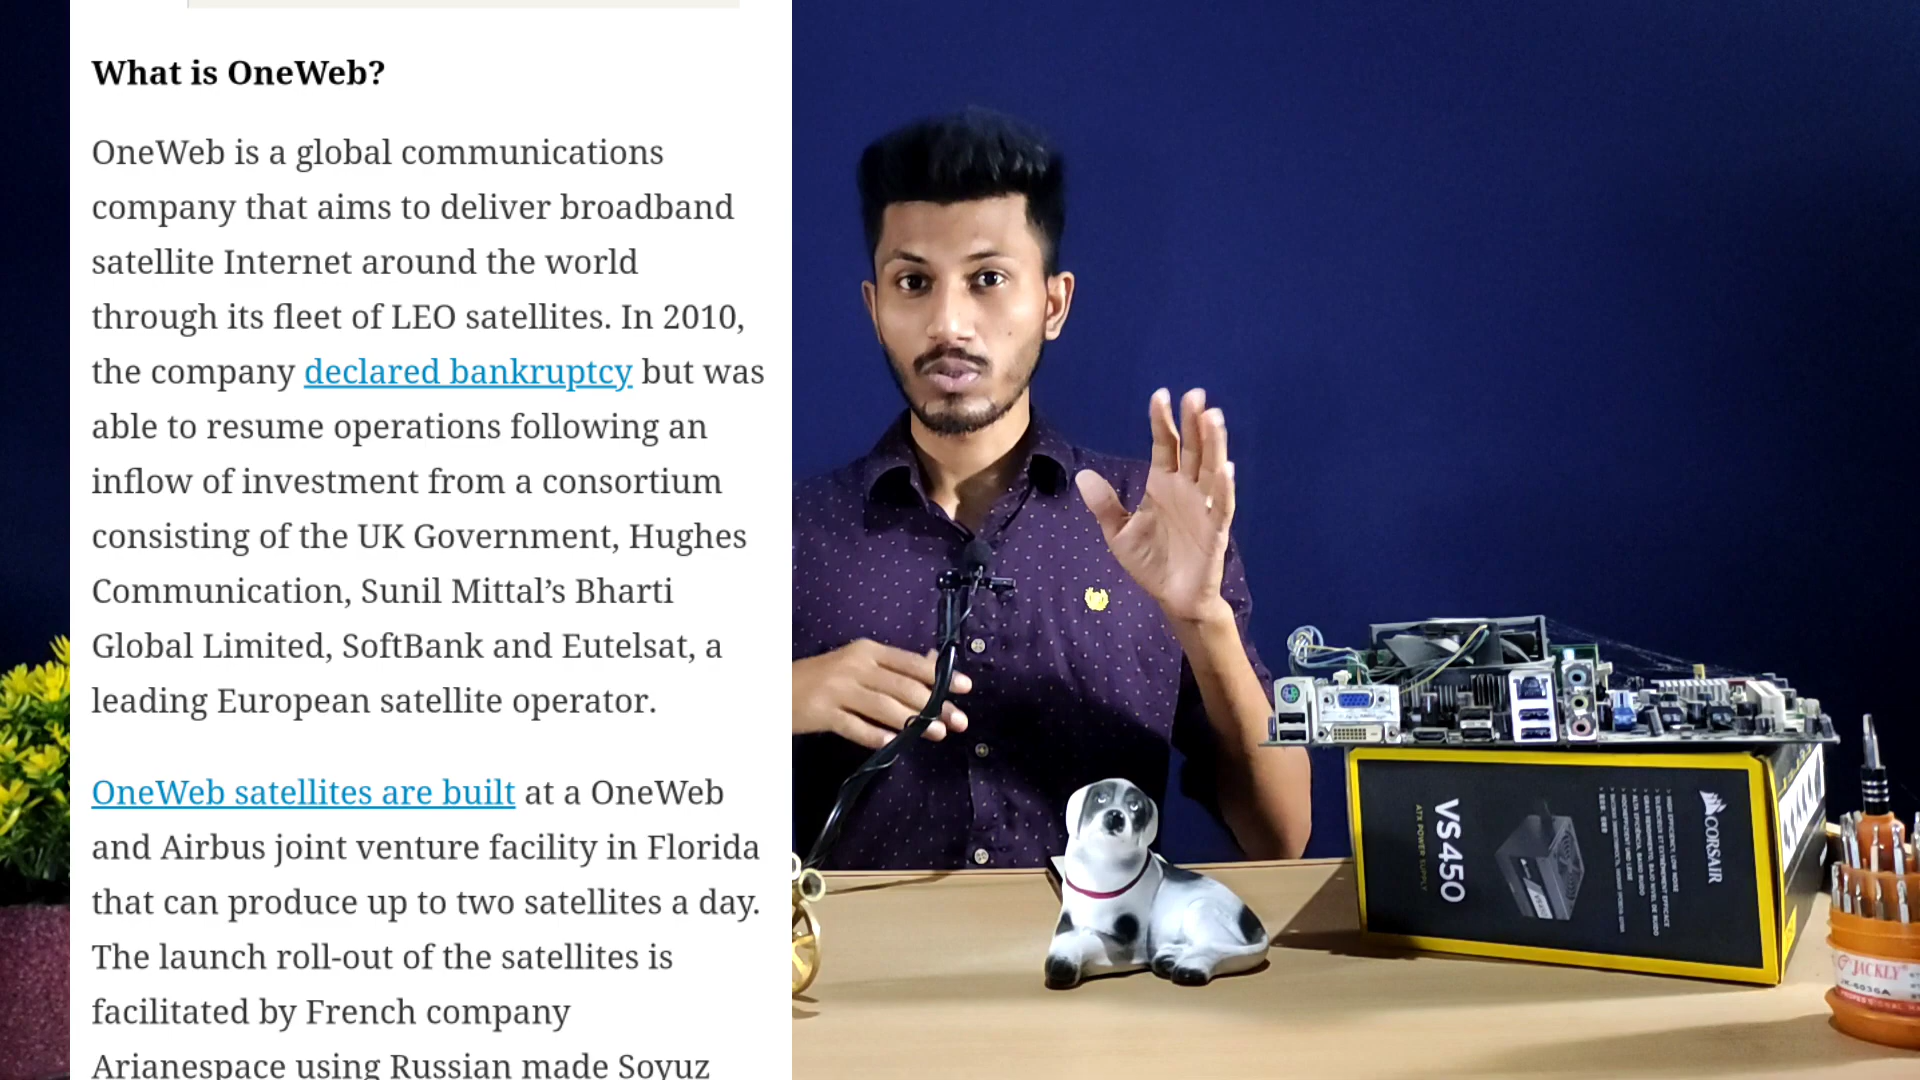 What is OneWeb?
OneWeb is a global communications
company that aims to deliver broadband
satellite Internet around the world
through its fleet of LEO satellites. In 2010,
the company declared bankruptcy but was
able to resume operations following an
inflow of investment from a consortium
consisting of the UK Government, Hughes
Communication, Sunil Mittal’s Bharti
Global Limited, SoftBank and Eutelsat, a
leading European satellite operator.
OneWeb satellites are built at a OneWeb
and Airbus joint venture facility in Florida
that can produce up to two satellites a day.
The launch roll-out of the satellites is
facilitated by French company
Arianespace using Russian made Soyuz
CORSAIR
VS450
ATX POWER SUPPLY
JACKLY